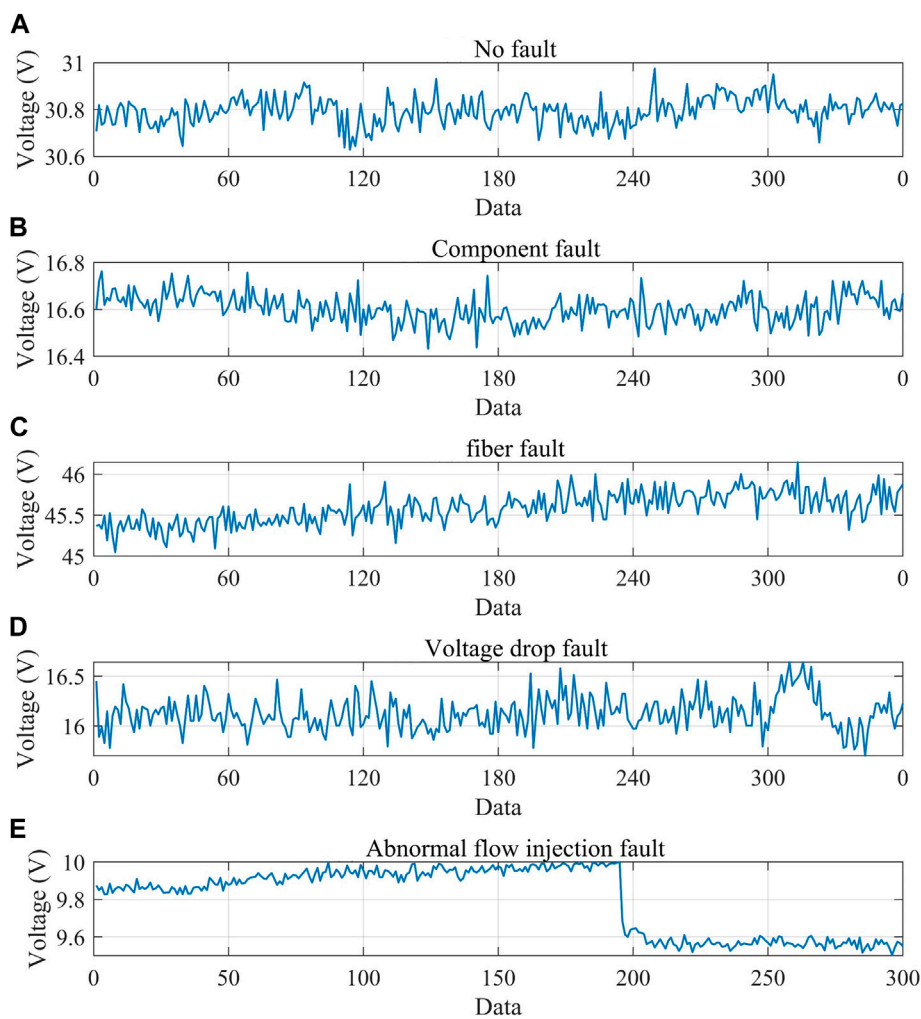 A
No fault
Voltage (V)
31
30.8
30.6
0 60 120 180 240 300 0
Data
B
Component fault
Voltage (V)
16.8
16.6
16.4
0 60 120 180 240 300 0
Data
C
fiber fault
Voltage (V)
46
45.5
45
0 60 120 180 240 300 0
Data
D
Voltage drop fault
Voltage (V)
16.5
16
0 60 120 180 240 300 0
Data
E
Abnormal flow injection fault
Voltage (V)
10
9.8
9.6
0 50 120 180 200 250 300
Data